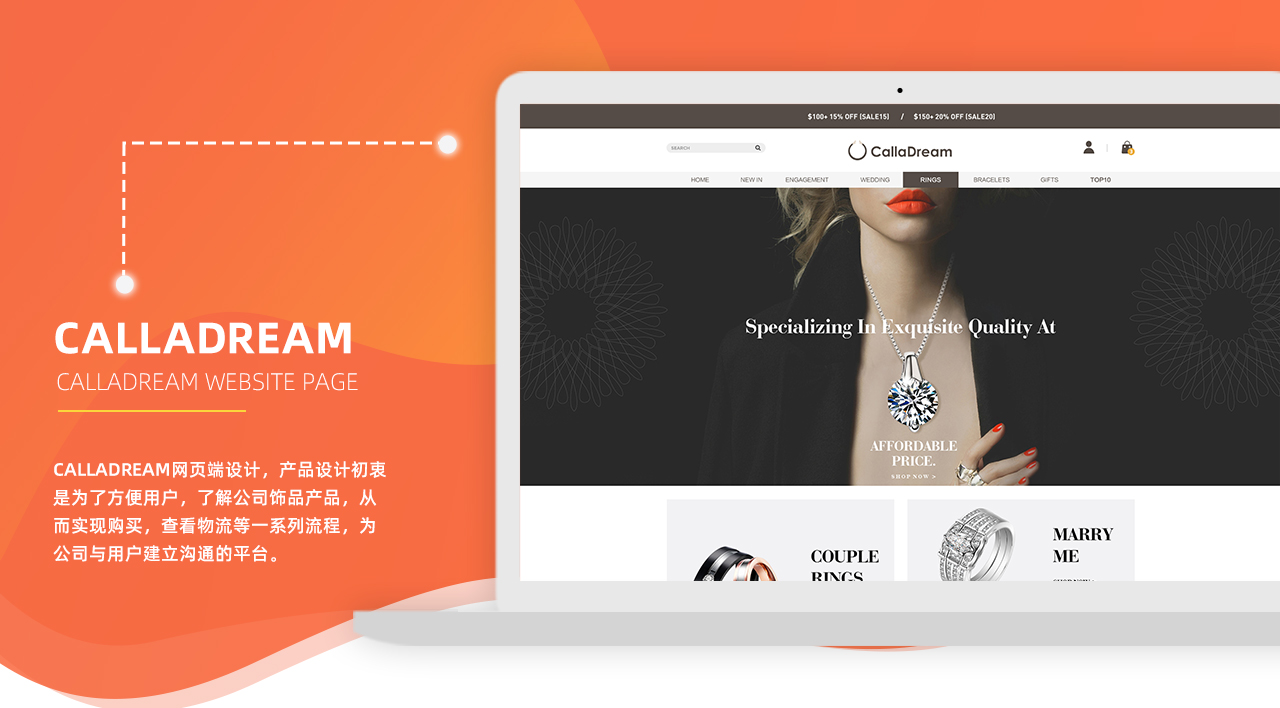 CALLADREAM
CALLADREAM WEBSITE PAGE
CALLADREAM网页端设计，产品设计初衷
是为了方便用户，了解公司饰品产品，从
而实现购买，查看物流等一系列流程，为
公司与用户建立沟通的平台。
$100+ 15% OFF (SALE15) / $150+ 20% OFF (SALE20)
SEARCH
CallaDream
HOME NEW IN ENGAGEMENT WEDDING RINGS BRACELETS GIFTS TOP10
Specializing In Exquisite Quality At
AFFORDABLE
PRICE.
SHOP NOW >
COUPLE
RINGS
MARRY
ME